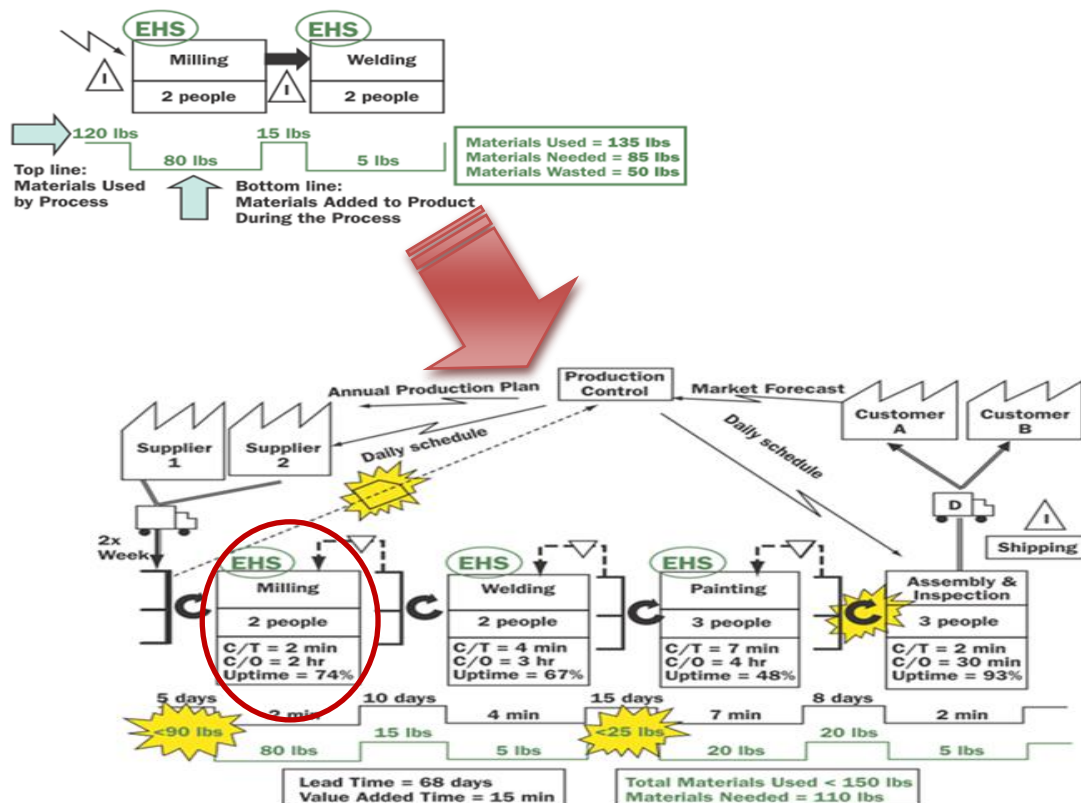 EHS
EHS
Milling
Welding
I
I
2 people
2 people
120 lbs
15 lbs
80 lbs
5 lbs
Materials Used = 135 lbs
Materials Needed = 85 lbs
Materials Wasted = 50 lbs
Top line:
Materials Used
by Process
Bottom line:
Materials Added to Product
During the Process
Annual Production Plan
Production
Control
Market Forecast
Supplier
1
Supplier
2
Daily schedule
Daily schedule
Customer
A
Customer
B
D
I
Shipping
2x
Week
EHS
Milling
2 people
C/T = 2 min
C/O = 2 hr
Uptime = 74%
EHS
Welding
2 people
C/T = 4 min
C/O = 3 hr
Uptime = 67%
EHS
Painting
3 people
C/T = 7 min
C/O = 4 hr
Uptime = 48%
Assembly &
Inspection
3 people
C/T = 2 min
C/O = 30 min
Uptime = 93%
5 days
10 days
15 days
8 days
2 min
4 min
7 min
2 min
<90 lbs
15 lbs
<25 lbs
20 lbs
80 lbs
5 lbs
20 lbs
5 lbs
Lead Time = 68 days
Value Added Time = 15 min
Total Materials Used < 150 lbs
Materials Needed = 110 lbs